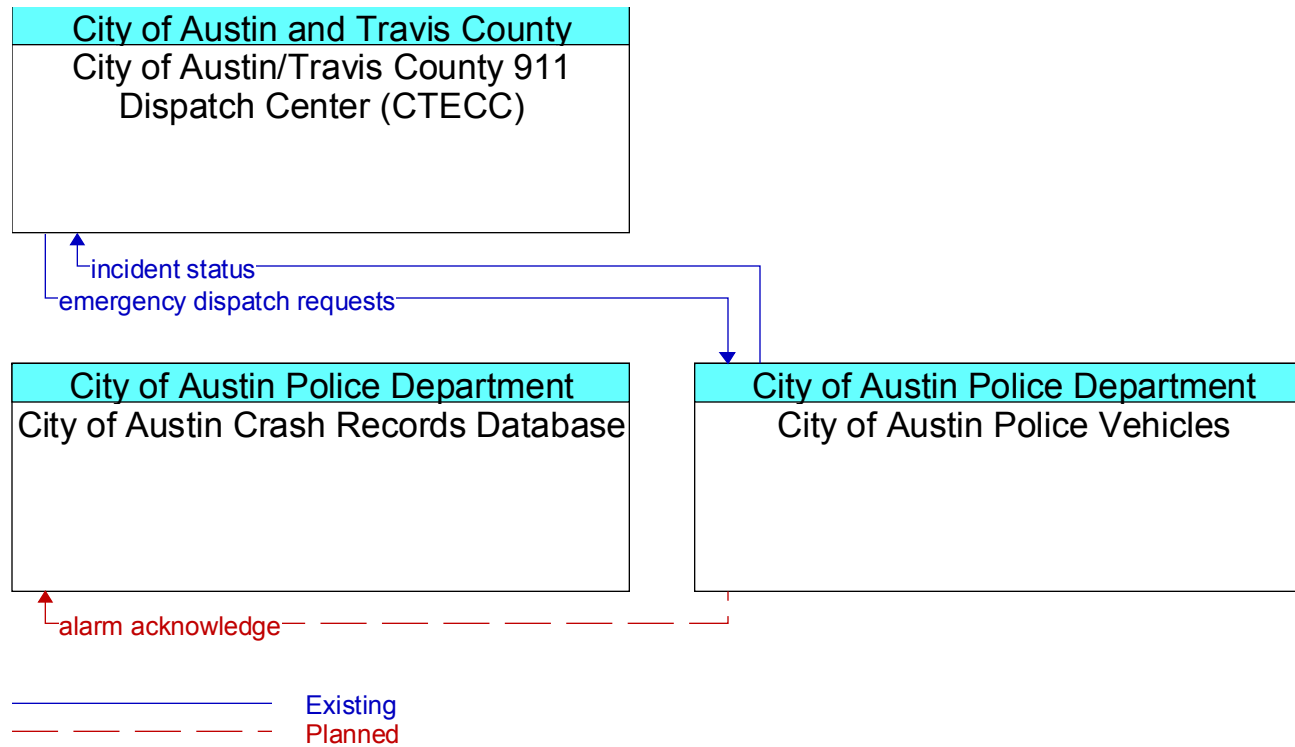 City of Austin and Travis County
City of Austin/Travis County 911
Dispatch Center (CTECC)
incident status
emergency dispatch requests
City of Austin Police Department
City of Austin Crash Records Database
City of Austin Police Department
City of Austin Police Vehicles
alarm acknowledge
Existing
Planned